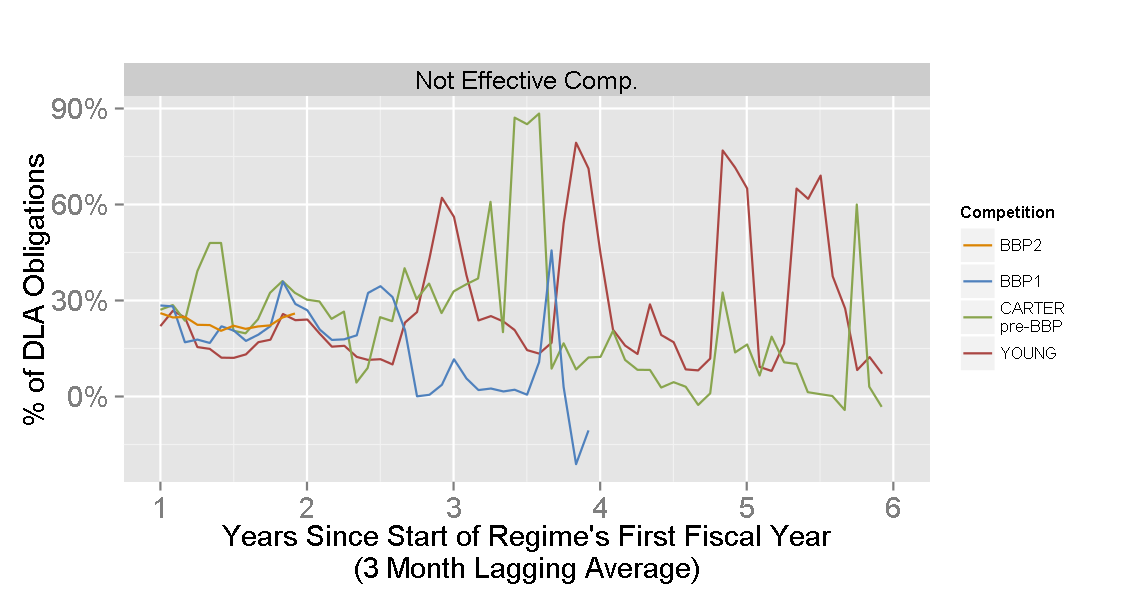 Not Effective Comp.
90%
60%
30%
0%
% of DLA Obligations
1 2 3 4 5 6
Years Since Start of Regime's First Fiscal Year
(3 Month Lagging Average)
Competition
BBP2
BBP1
CARTER
pre-BBP
YOUNG